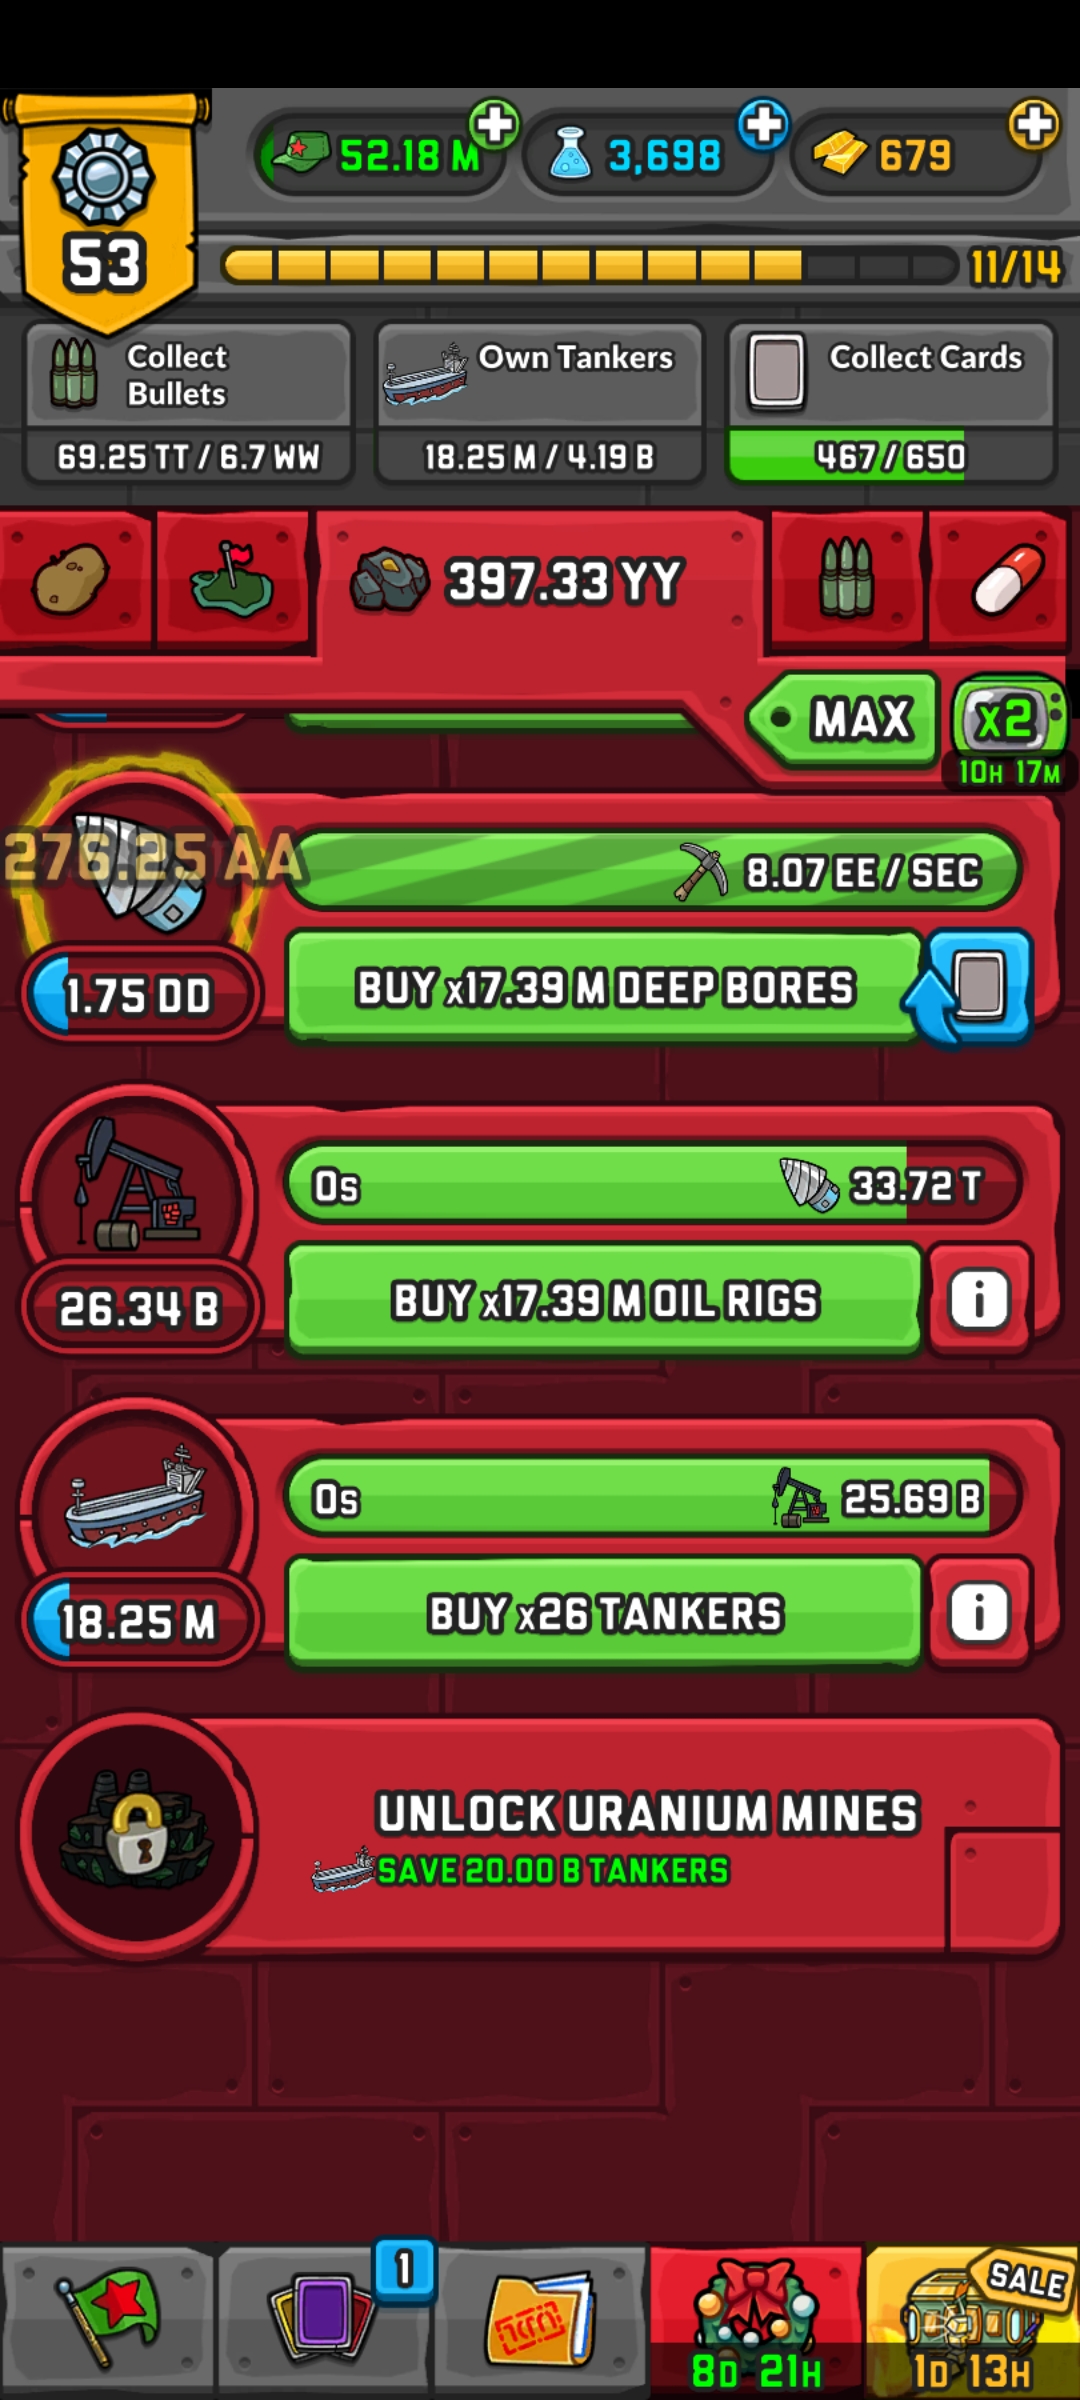 52.18 M
3,698
679
53
11/14
Collect
Bullets
Own Tankers
Collect Cards
69.25 TT / 6.7 WW
18.25 M / 4.19 B
467 / 650
397.33 YY
MAX
x2
10H 17M
276.25 AA
8.07 EE / SEC
1.75 DD
BUY x17.39 M DEEP BORES
0s
33.72 T
26.34 B
BUY x17.39 M OIL RIGS
i
0s
25.69 B
18.25 M
BUY x26 TANKERS
i
UNLOCK URANIUM MINES
SAVE 20.00 B TANKERS
1
SALE
8D 21H
1D 13H